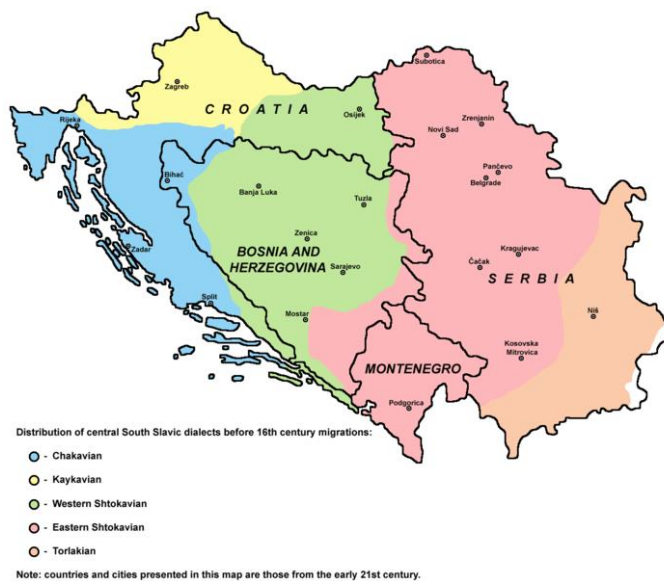 Subotica
Zagreb
CROATIA
Osijek
Rijeka
Zrenjanin
Novi Sad
Pančevo
Belgrade
Bihać
Banja Luka
Tuzla
Zenica
BOSNIA AND
HERZEGOVINA
Zadar
Sarajevo
Kragujevac
Čačak
SERBIA
Split
Mostar
Niš
Kosovska
Mitrovica
MONTENEGRO
Podgorica
Distribution of central South Slavic dialects before 16th century migrations:
- Chakavian
- Kaykavian
- Western Shtokavian
- Eastern Shtokavian
- Torlakian
Note: countries and cities presented in this map are those from the early 21st century.